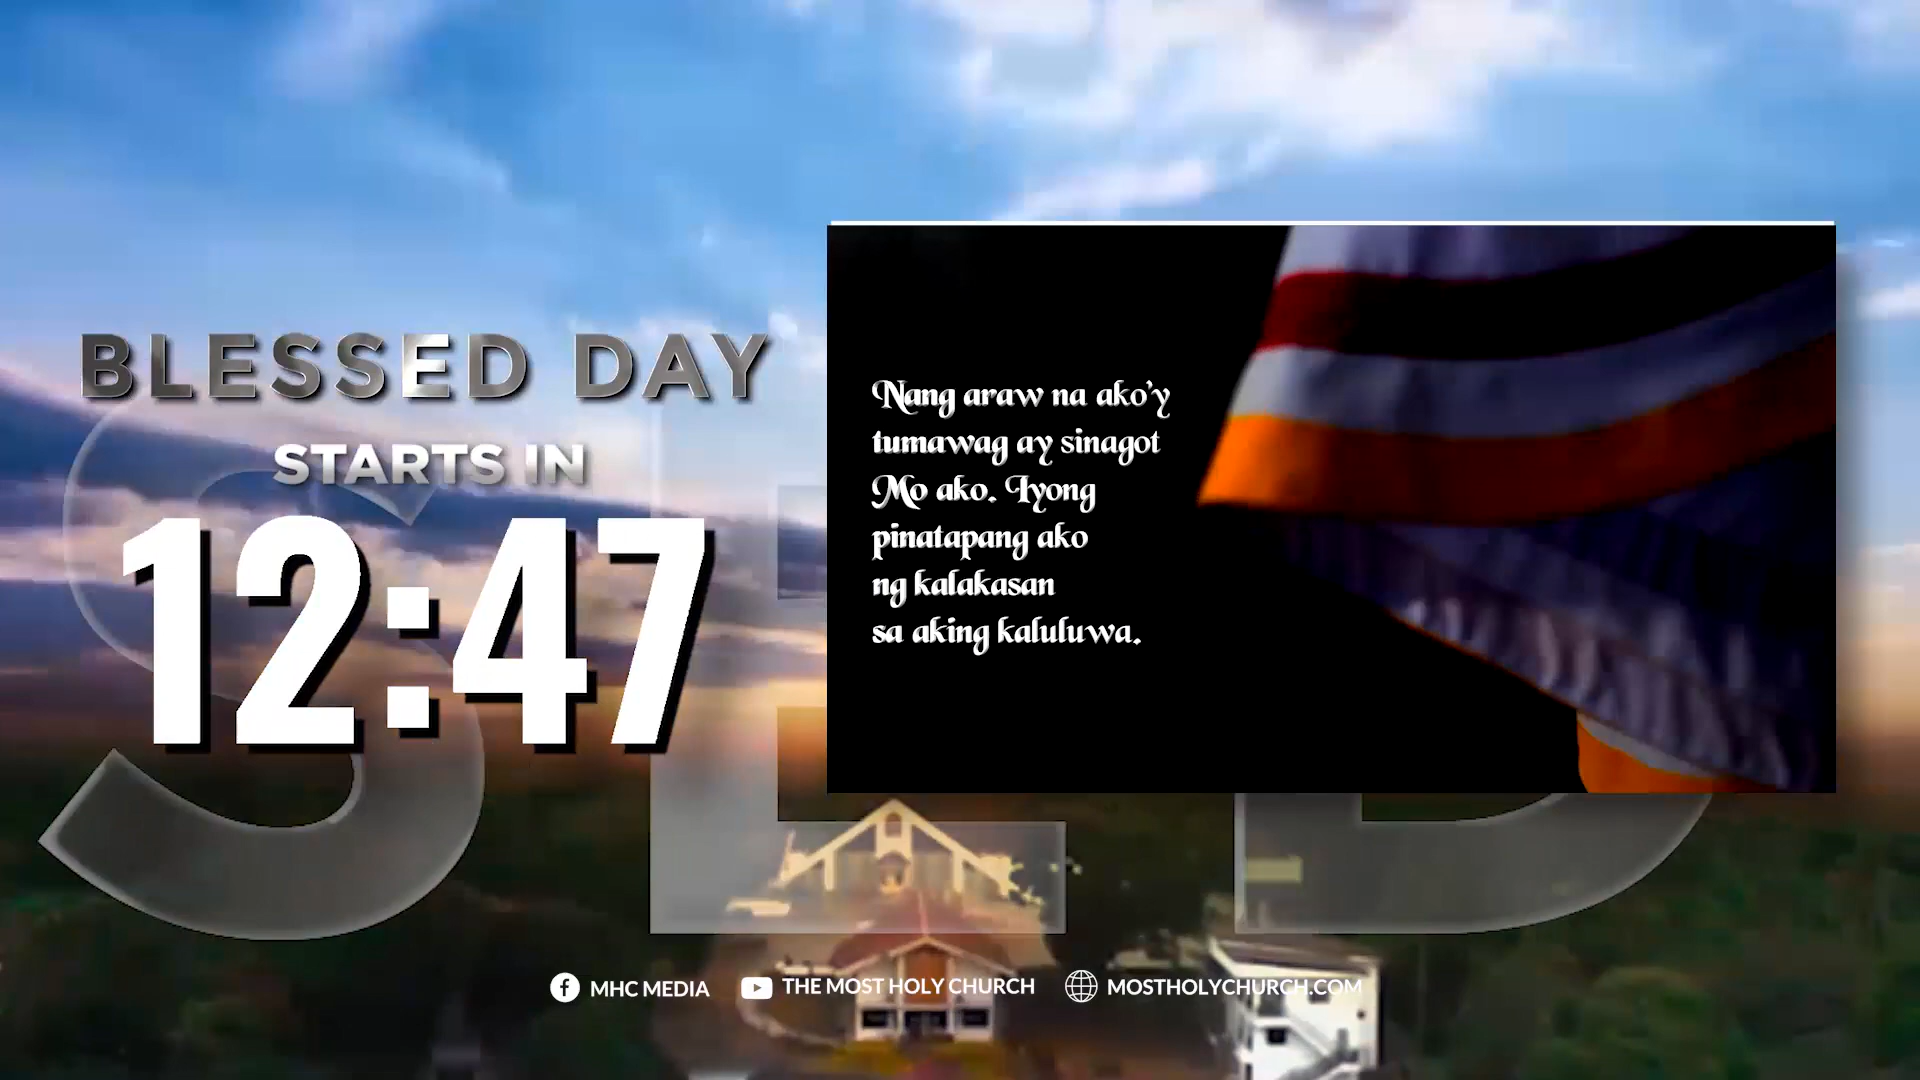 BLESSED DAY
STARTS IN
12:47
Nang araw na ako'y
tumawag ay sinagot
Mo ako. Iyong
pinatapang ako
ng kalakasan
sa aking kaluluwa.
MHC MEDIA
THE MOST HOLY CHURCH
MOSTHOLYCHURCH.COM